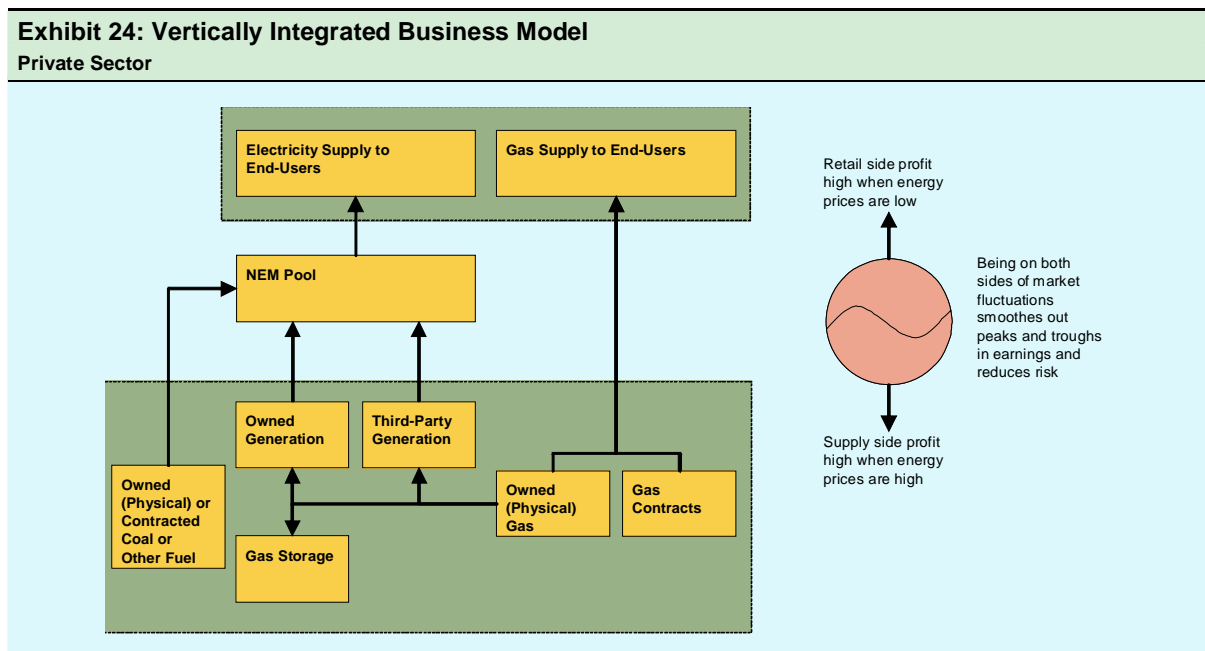 Exhibit 24: Vertically Integrated Business Model
Private Sector
Electricity Supply to
End-Users
Gas Supply to End-Users
NEM Pool
Owned
Generation
Third-Party
Generation
Owned
(Physical) or
Contracted
Coal or
Other Fuel
Gas Storage
Owned
(Physical)
Gas
Gas
Contracts
Retail side profit
high when energy
prices are low
Being on both
sides of market
fluctuations
smoothes out
peaks and troughs
in earnings and
reduces risk
Supply side profit
high when energy
prices are high